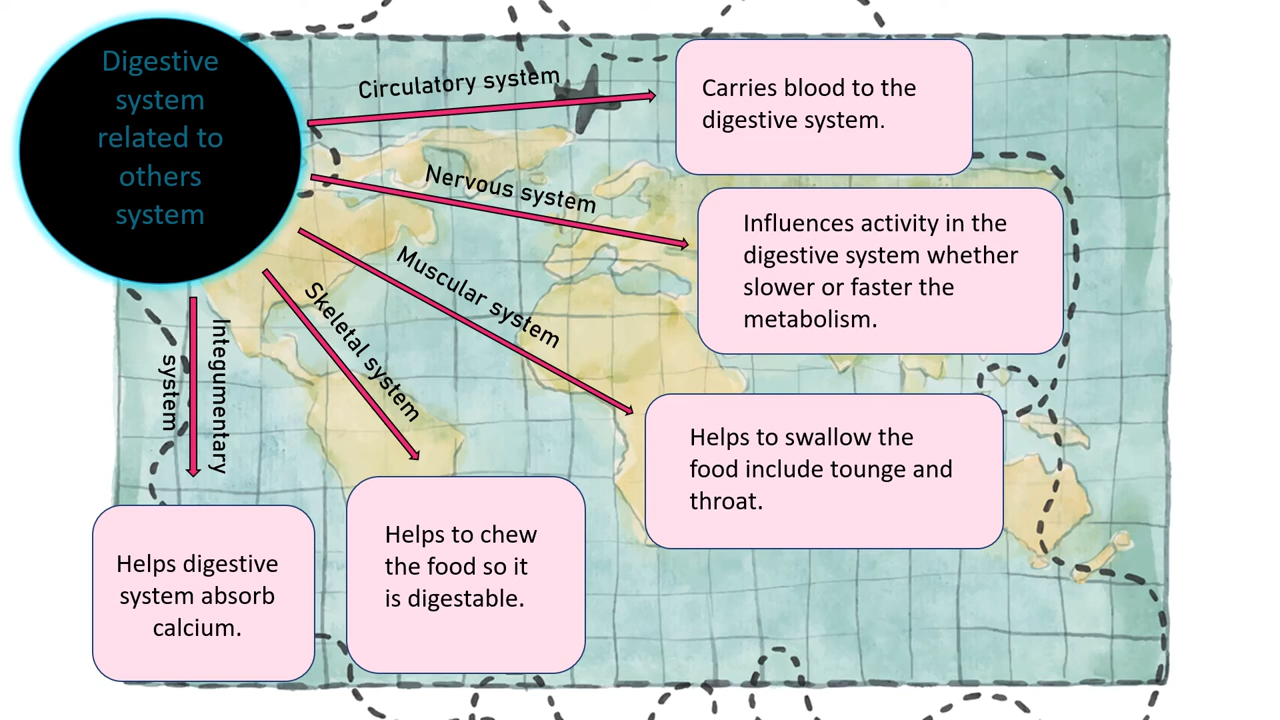 Digestive
system
related to
others
system
Circulatory system
Carries blood to the
digestive system.
Nervous system
Influences activity in the
digestive system whether
slower or faster the
metabolism.
Muscular system
Helps to swallow the
food include tounge and
throat.
Skeletal system
Helps to chew
the food so it
is digestable.
Integumentary
system
Helps digestive
system absorb
calcium.